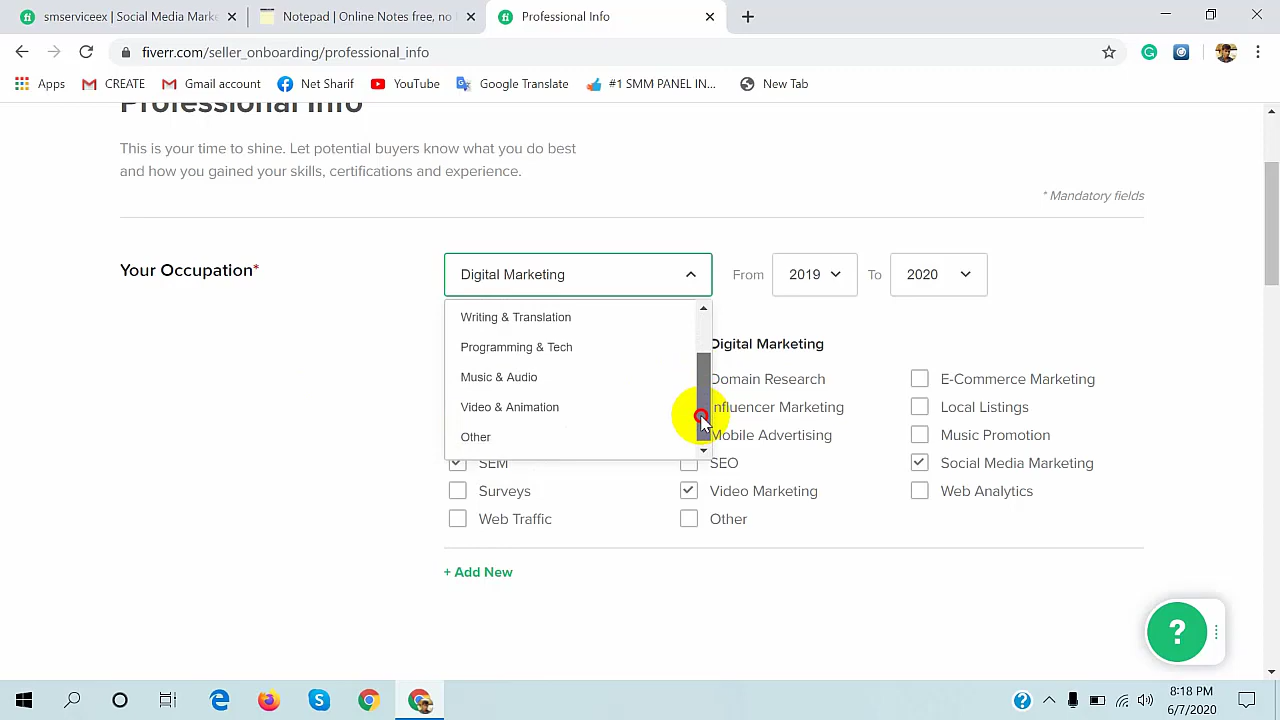 smserviceex | Social Media Mark
Notepad | Online Notes free, no l
Professional Info
fiverr.com/seller_onboarding/professional_info
Apps
CREATE
Gmail account
Net Sharif
YouTube
Google Translate
#1 SMM PANEL IN...
New Tab
Professional Info
This is your time to shine. Let potential buyers know what you do best
and how you gained your skills, certifications and experience.
* Mandatory fields
Your Occupation*
Digital Marketing
From
2019
To
2020
Writing & Translation
Programming & Tech
Music & Audio
Video & Animation
Other
Digital Marketing
Domain Research
E-Commerce Marketing
Influencer Marketing
Local Listings
Mobile Advertising
Music Promotion
SEM
SEO
Social Media Marketing
Surveys
Video Marketing
Web Analytics
Web Traffic
Other
+ Add New
?
8:18 PM
6/7/2020